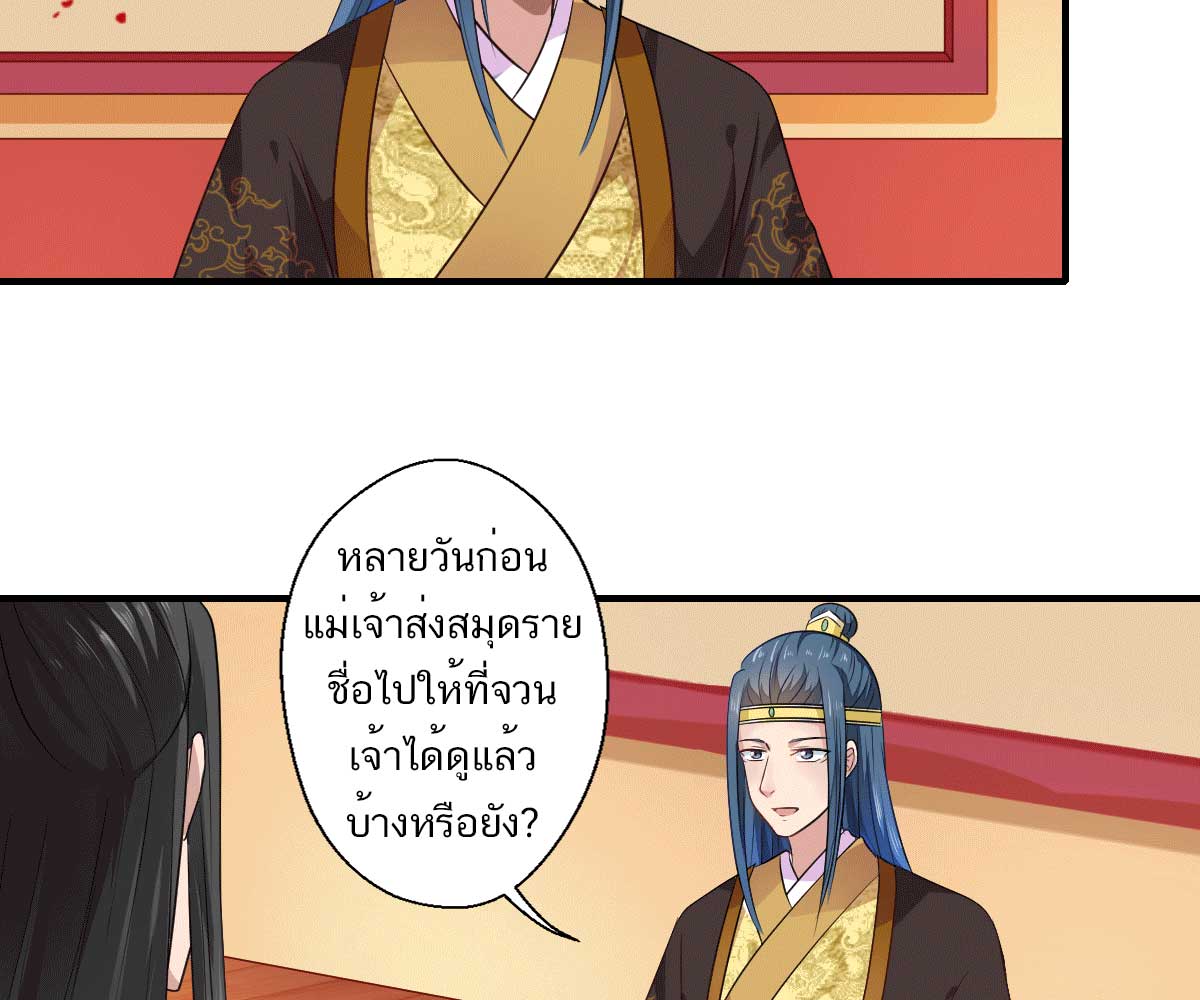 หลายวันก่อน
แม่เจ้าส่งสมุดราย
ชื่อไปให้ที่จวน
เจ้าได้ดูแล้ว
บ้างหรือยัง?